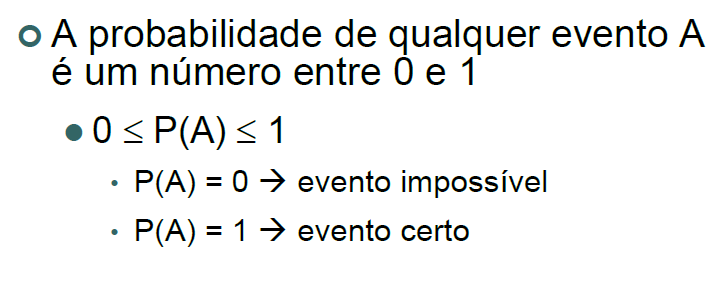 A probabilidade de qualquer evento A
é um número entre 0 e 1
0 ≤ P(A) ≤ 1
P(A) = 0 → evento impossível
P(A) = 1 → evento certo